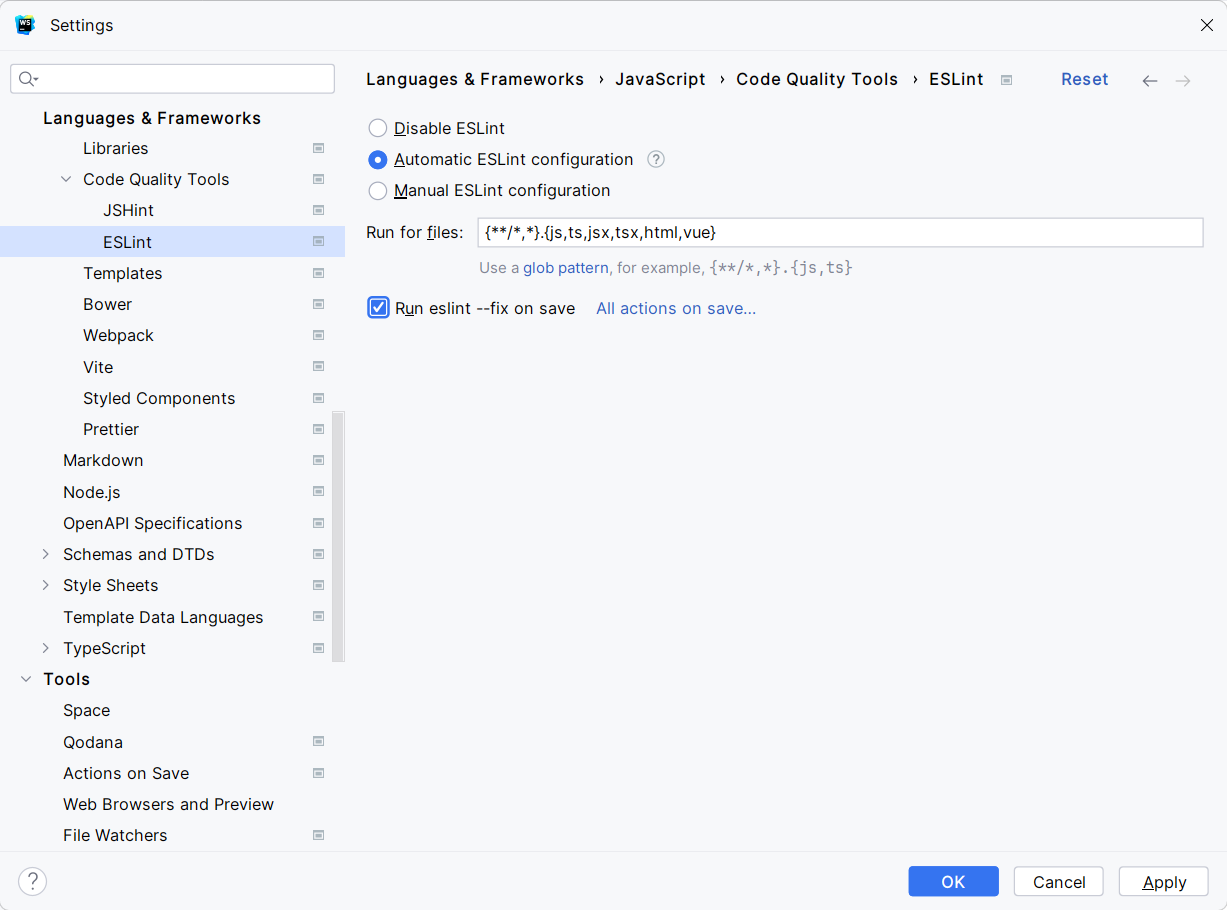 WS
Settings
Languages & Frameworks
Libraries
Code Quality Tools
JSHint
ESLint
Templates
Bower
Webpack
Vite
Styled Components
Prettier
Markdown
Node.js
OpenAPI Specifications
Schemas and DTDs
Style Sheets
Template Data Languages
TypeScript
Tools
Space
Qodana
Actions on Save
Web Browsers and Preview
File Watchers
Languages & Frameworks › JavaScript › Code Quality Tools › ESLint Reset
Disable ESLint
Automatic ESLint configuration ?
Manual ESLint configuration
Run for files: {**/*,*}.{js,ts,jsx,tsx,html,vue}
Use a glob pattern, for example, {**/*,*}.{js,ts}
Run eslint --fix on save All actions on save...
? OK Cancel Apply